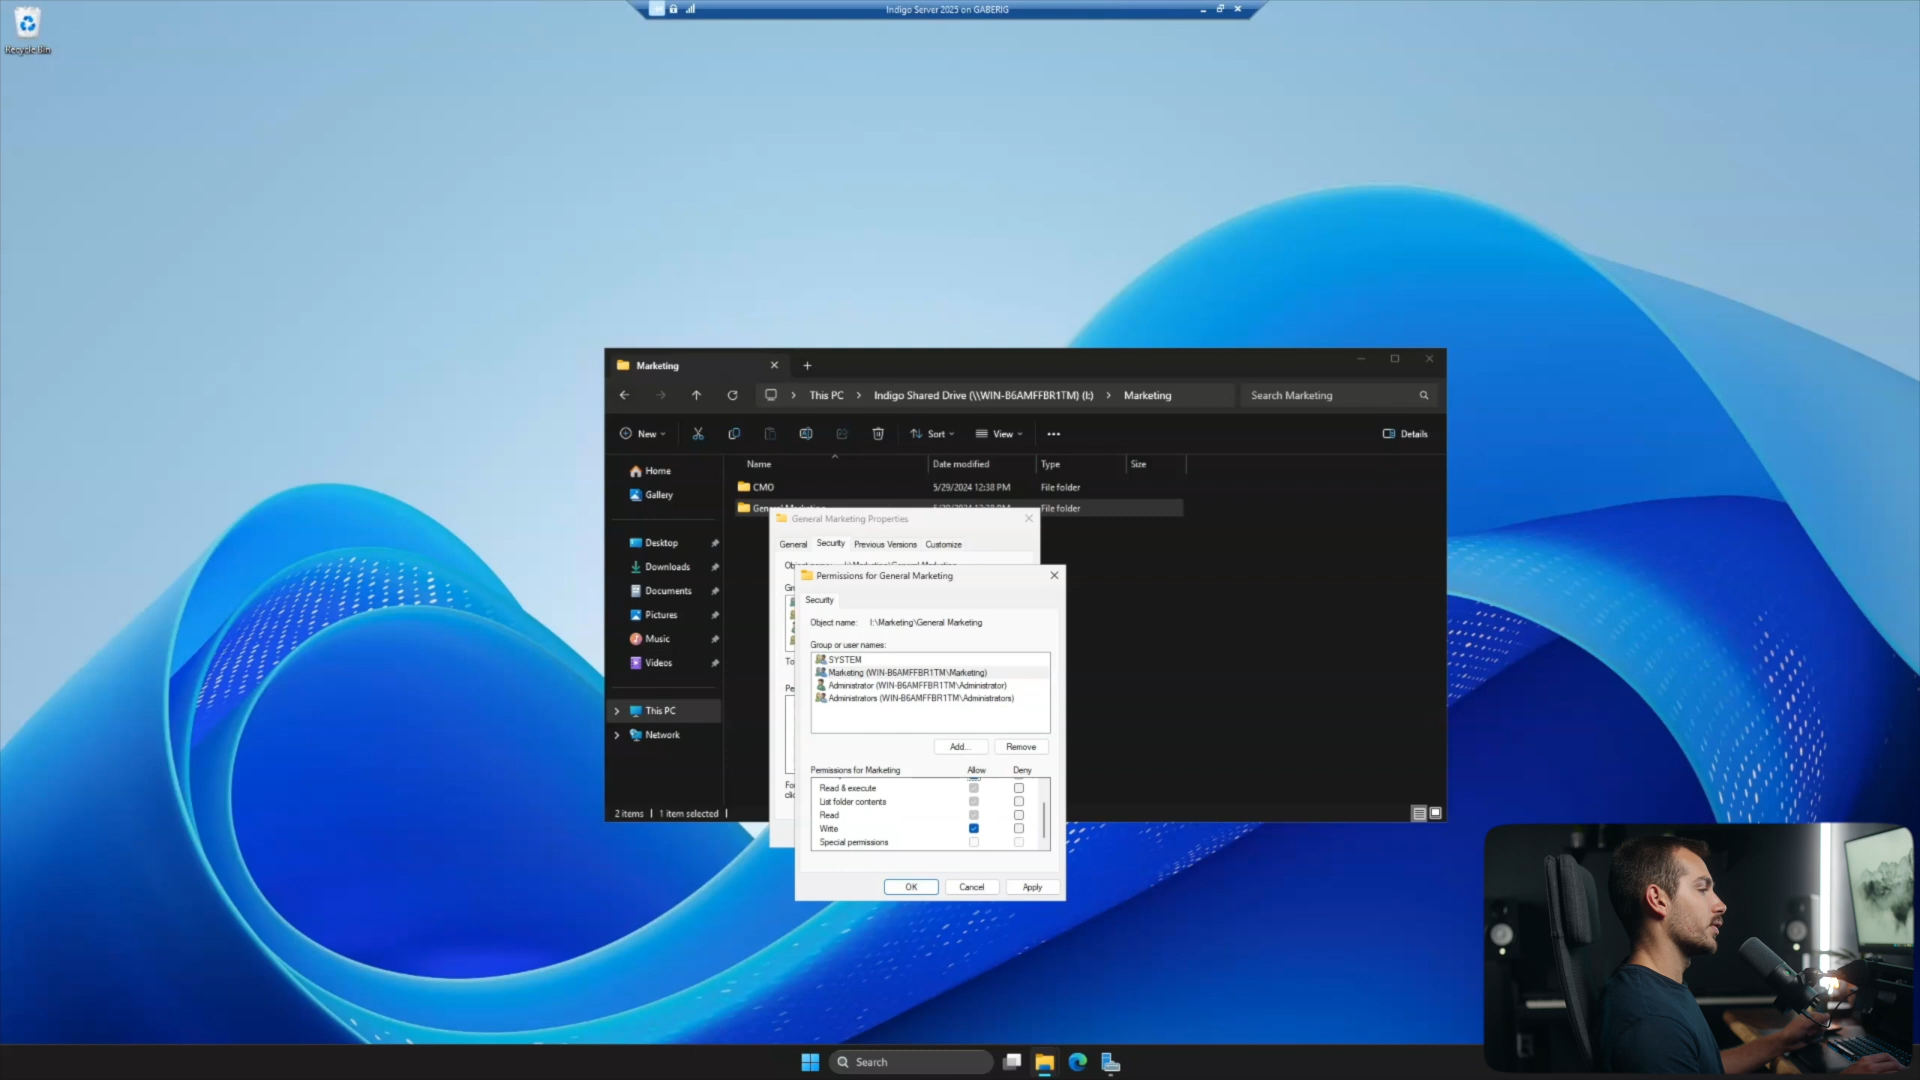 Indigo Server 2025 on GABERIG
Recycle Bin
Marketing
This PC > Indigo Shared Drive (\\WIN-B6AMFFBR1TM) (I:) > Marketing
Search Marketing
New
Sort
View
Details
Name
Date modified
Type
Size
Home
Gallery
Desktop
Downloads
Documents
Pictures
Music
Videos
This PC
Network
CMO
5/29/2024 12:38 PM
File folder
File folder
2 items
1 item selected
General Marketing Properties
General
Security
Previous Versions
Customize
Permissions for General Marketing
Security
Object name: I:\Marketing\General Marketing
Group or user names:
SYSTEM
Marketing (WIN-B6AMFFBR1TM\Marketing)
Administrator (WIN-B6AMFFBR1TM\Administrator)
Administrators (WIN-B6AMFFBR1TM\Administrators)
Add...
Remove
Permissions for Marketing
Allow
Deny
Read & execute
List folder contents
Read
Write
Special permissions
OK
Cancel
Apply
Search